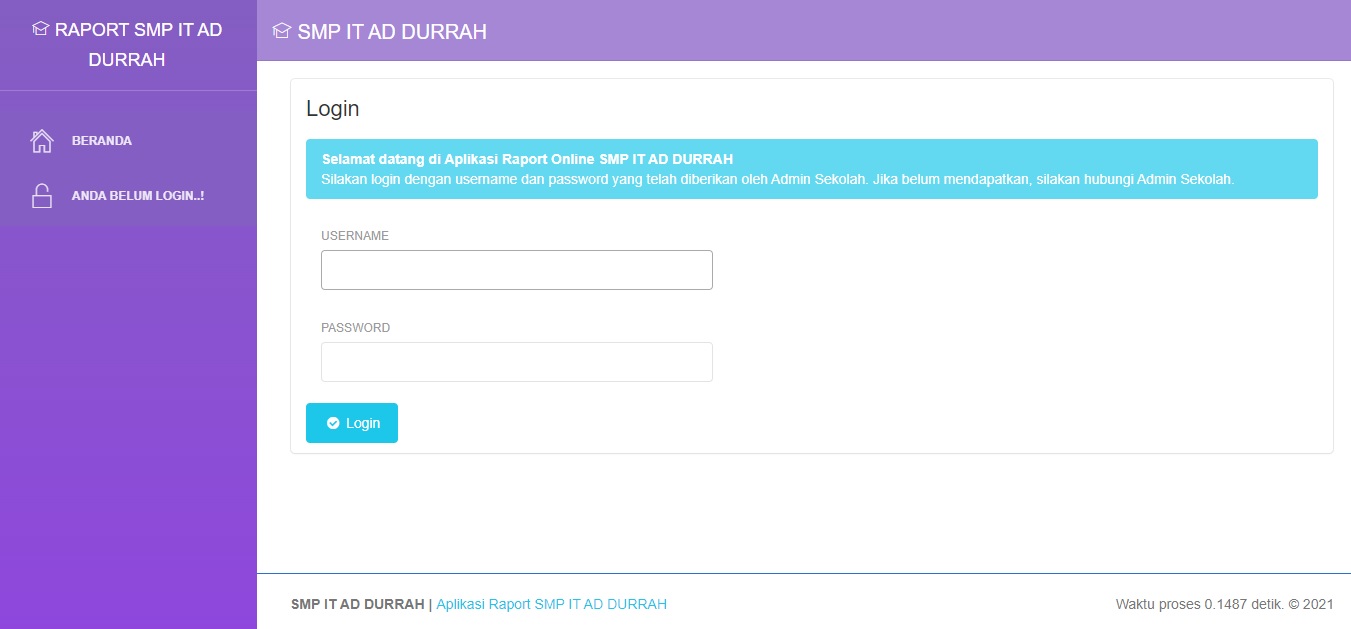 RAPORT SMP IT AD
DURRAH
BERANDA
ANDA BELUM LOGIN..!
SMP IT AD DURRAH
Login
Selamat datang di Aplikasi Raport Online SMP IT AD DURRAH
Silakan login dengan username dan password yang telah diberikan oleh Admin Sekolah. Jika belum mendapatkan, silakan hubungi Admin Sekolah.
USERNAME
PASSWORD
Login
SMP IT AD DURRAH | Aplikasi Raport SMP IT AD DURRAH
Waktu proses 0.1487 detik. © 2021